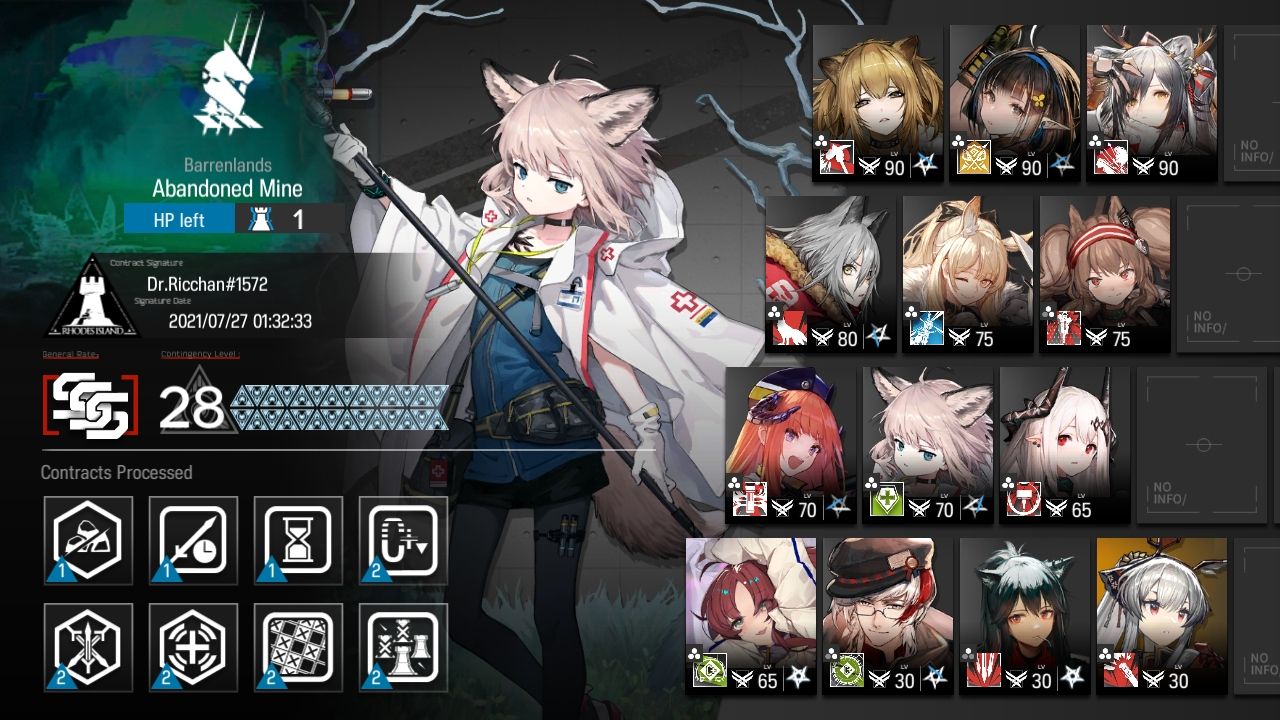 Barrenlands
Abandoned Mine
HP left
1
Contract Signature
Dr.Ricchan#1572
Signature Date
2021/07/27 01:32:33
RHODES ISLAND
General Rate:
Contingency Level:
28
Contracts Processed
1
1
1
2
2
2
2
2
LV
90
LV
90
LV
90
NO
INFO/
LV
80
LV
75
LV
75
NO
INFO/
LV
70
LV
70
LV
65
NO
INFO/
LV
65
LV
30
LV
30
LV
30
NO
INFO